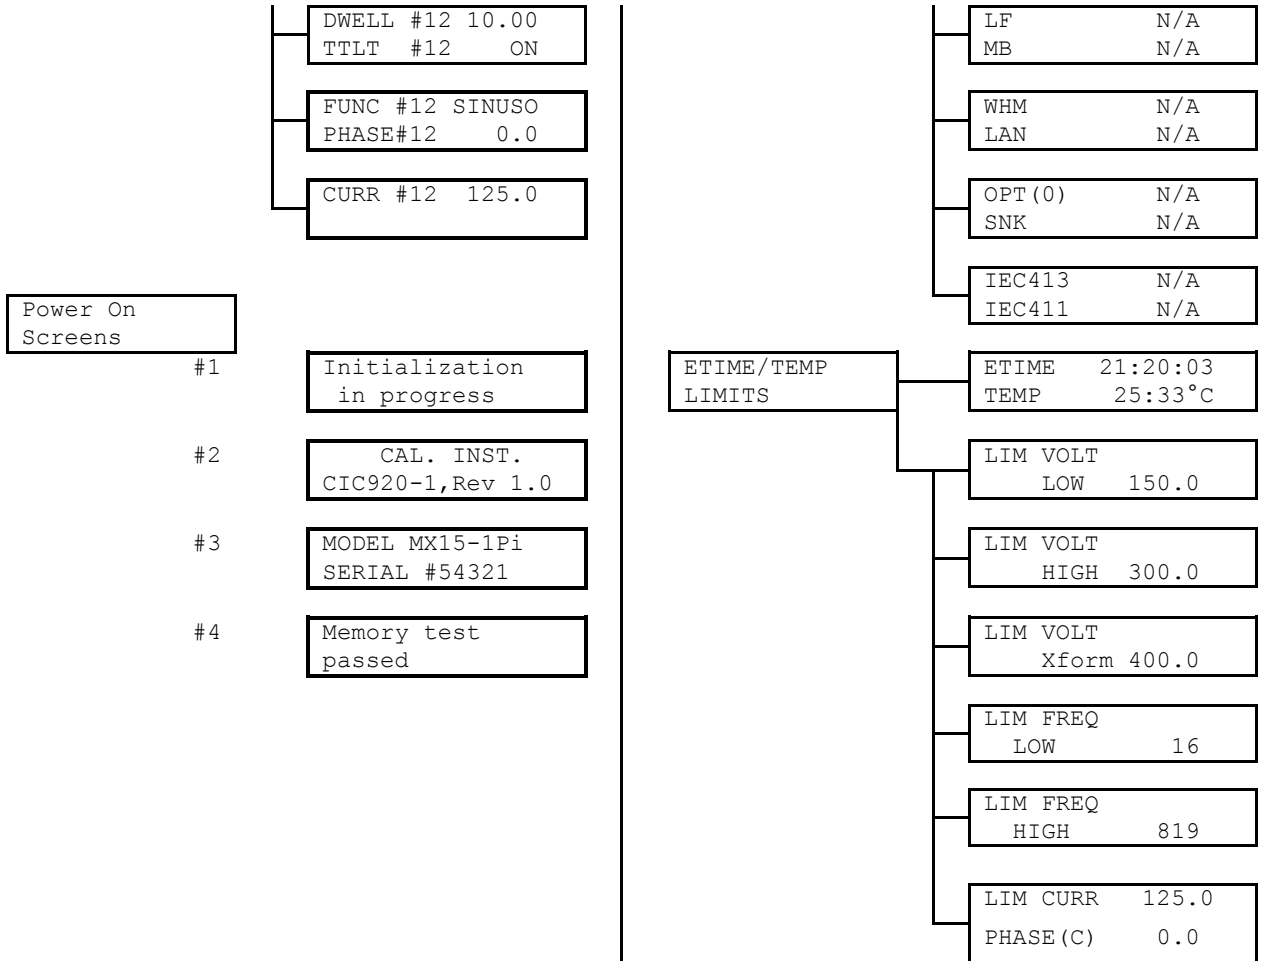 DWELL #12 10.00
TTLT #12 ON
FUNC #12 SINUSO
PHASE#12 0.0
CURR #12 125.0
Power On
Screens
#1
Initialization
in progress
#2
CAL. INST.
CIC920-1,Rev 1.0
#3
MODEL MX15-1Pi
SERIAL #54321
#4
Memory test
passed
LF N/A
MB N/A
WHM N/A
LAN N/A
OPT(0) N/A
SNK N/A
IEC413 N/A
IEC411 N/A
ETIME/TEMP
LIMITS
ETIME 21:20:03
TEMP 25:33°C
LIM VOLT
LOW 150.0
LIM VOLT
HIGH 300.0
LIM VOLT
Xform 400.0
LIM FREQ
LOW 16
LIM FREQ
HIGH 819
LIM CURR 125.0
PHASE(C) 0.0